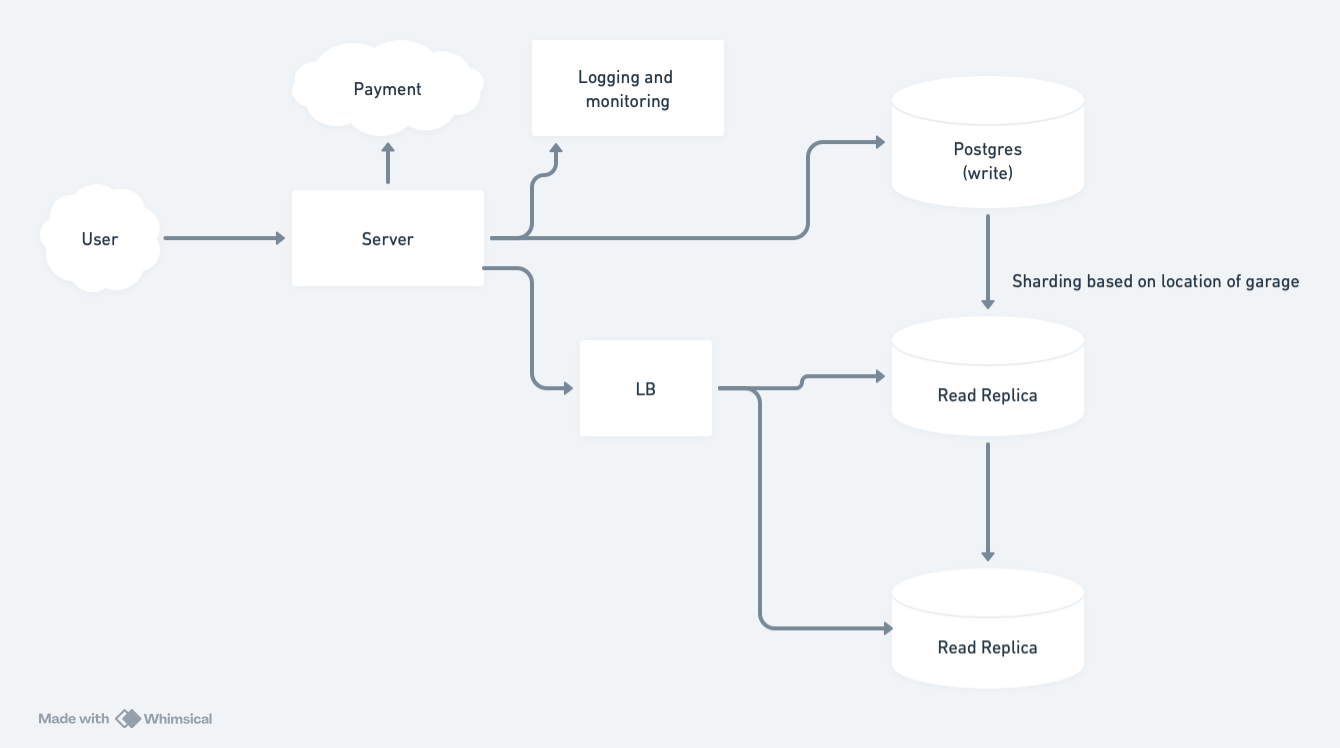 Payment
Logging and
monitoring
Postgres
(write)
User
Server
Sharding based on location of garage
LB
Read Replica
Read Replica
Made with Whimsical